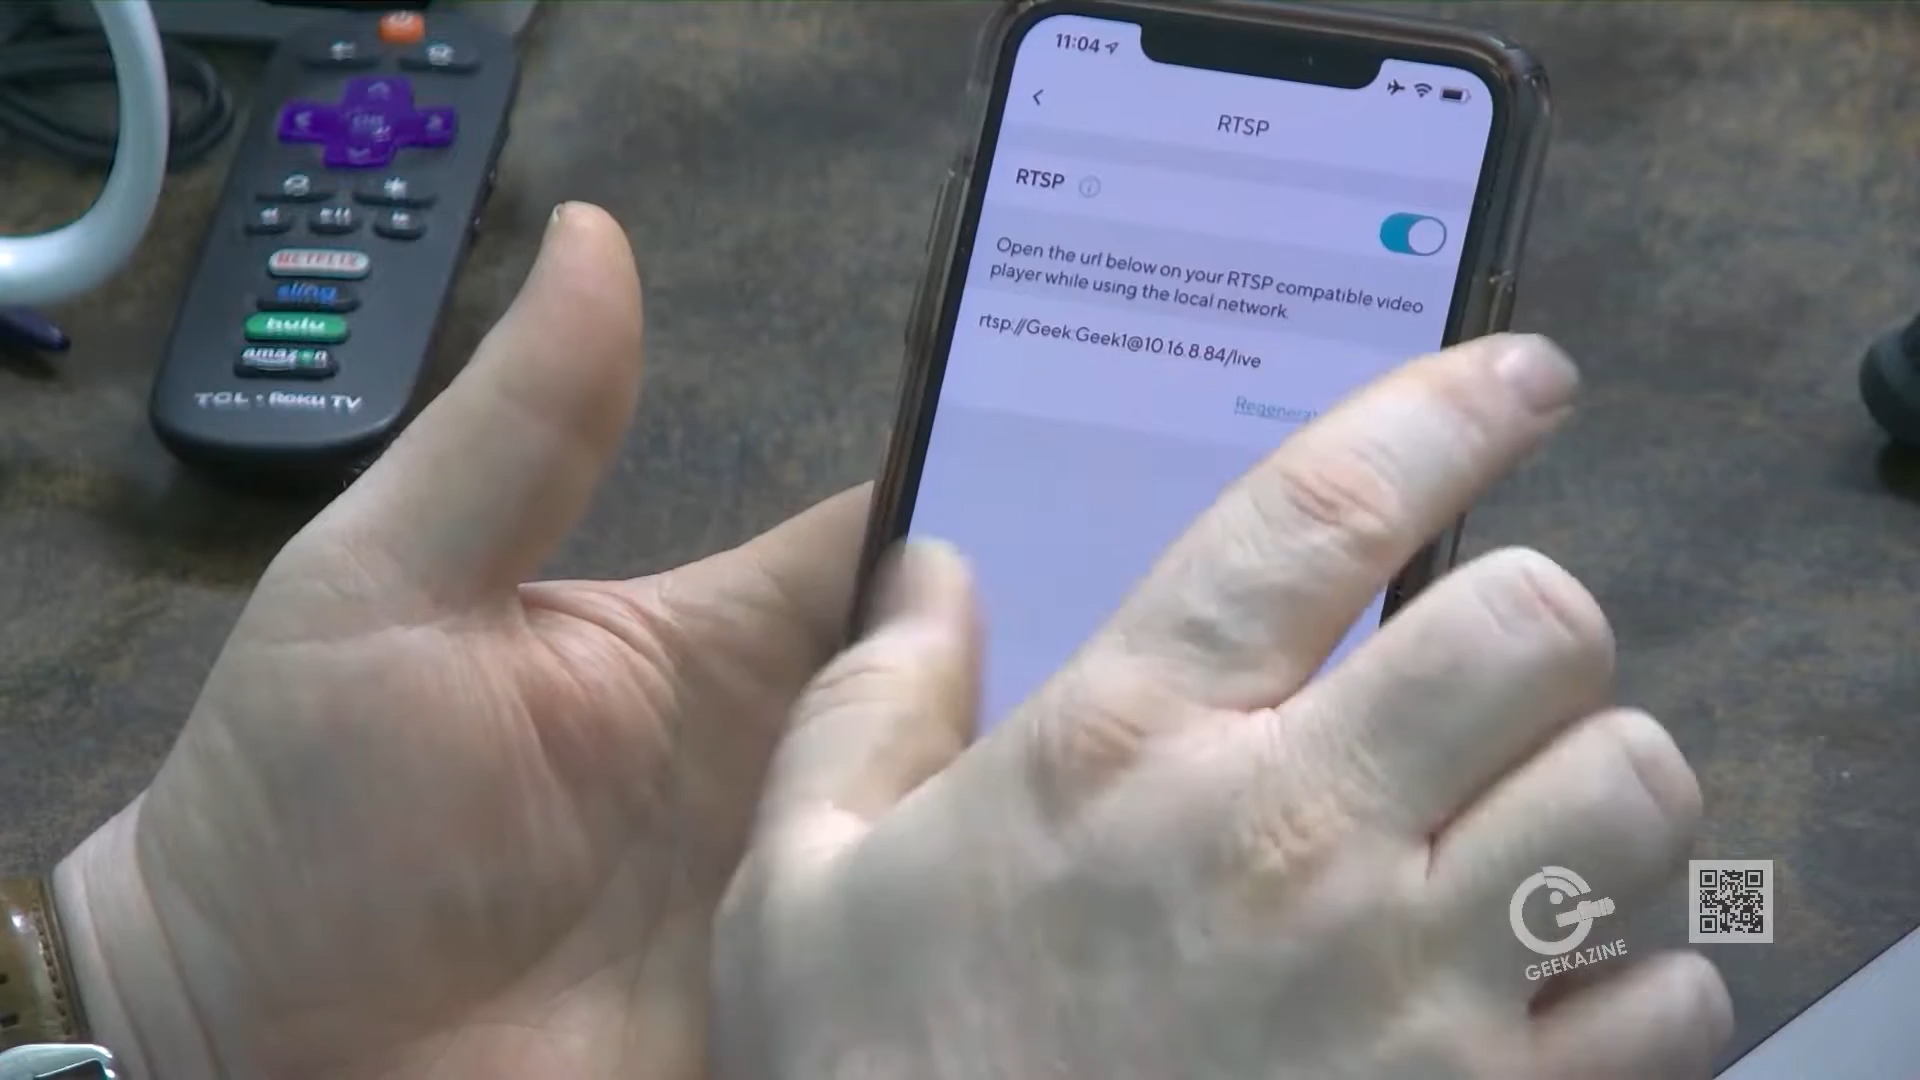 11:04
RTSP
RTSP
Open the url below on your RTSP compatible video
player while using the local network.
rtsp://Geek:Geek1@10.16.8.84/live
NETFLIX
sling
hulu
amazon
TCL • Roku TV
GEEKAZINE